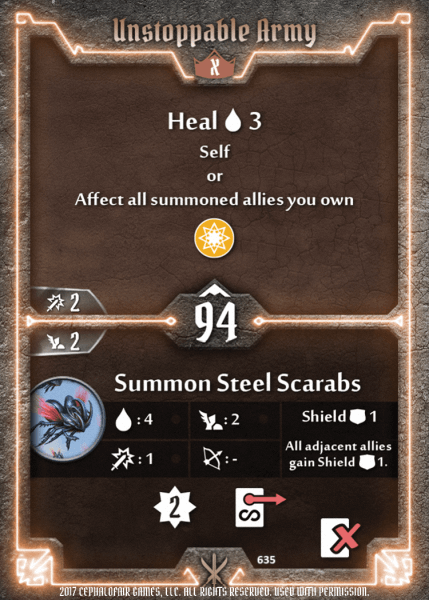 Unstoppable Army
X
Heal 3
Self
or
Affect all summoned allies you own
2
94
2
Summon Steel Scarabs
: 4
: 2
Shield 1
: 1
: -
All adjacent allies
gain Shield 1.
2
635
2017 CEPHALOFAIR GAMES, LLC. ALL RIGHTS RESERVED. USED WITH PERMISSION.